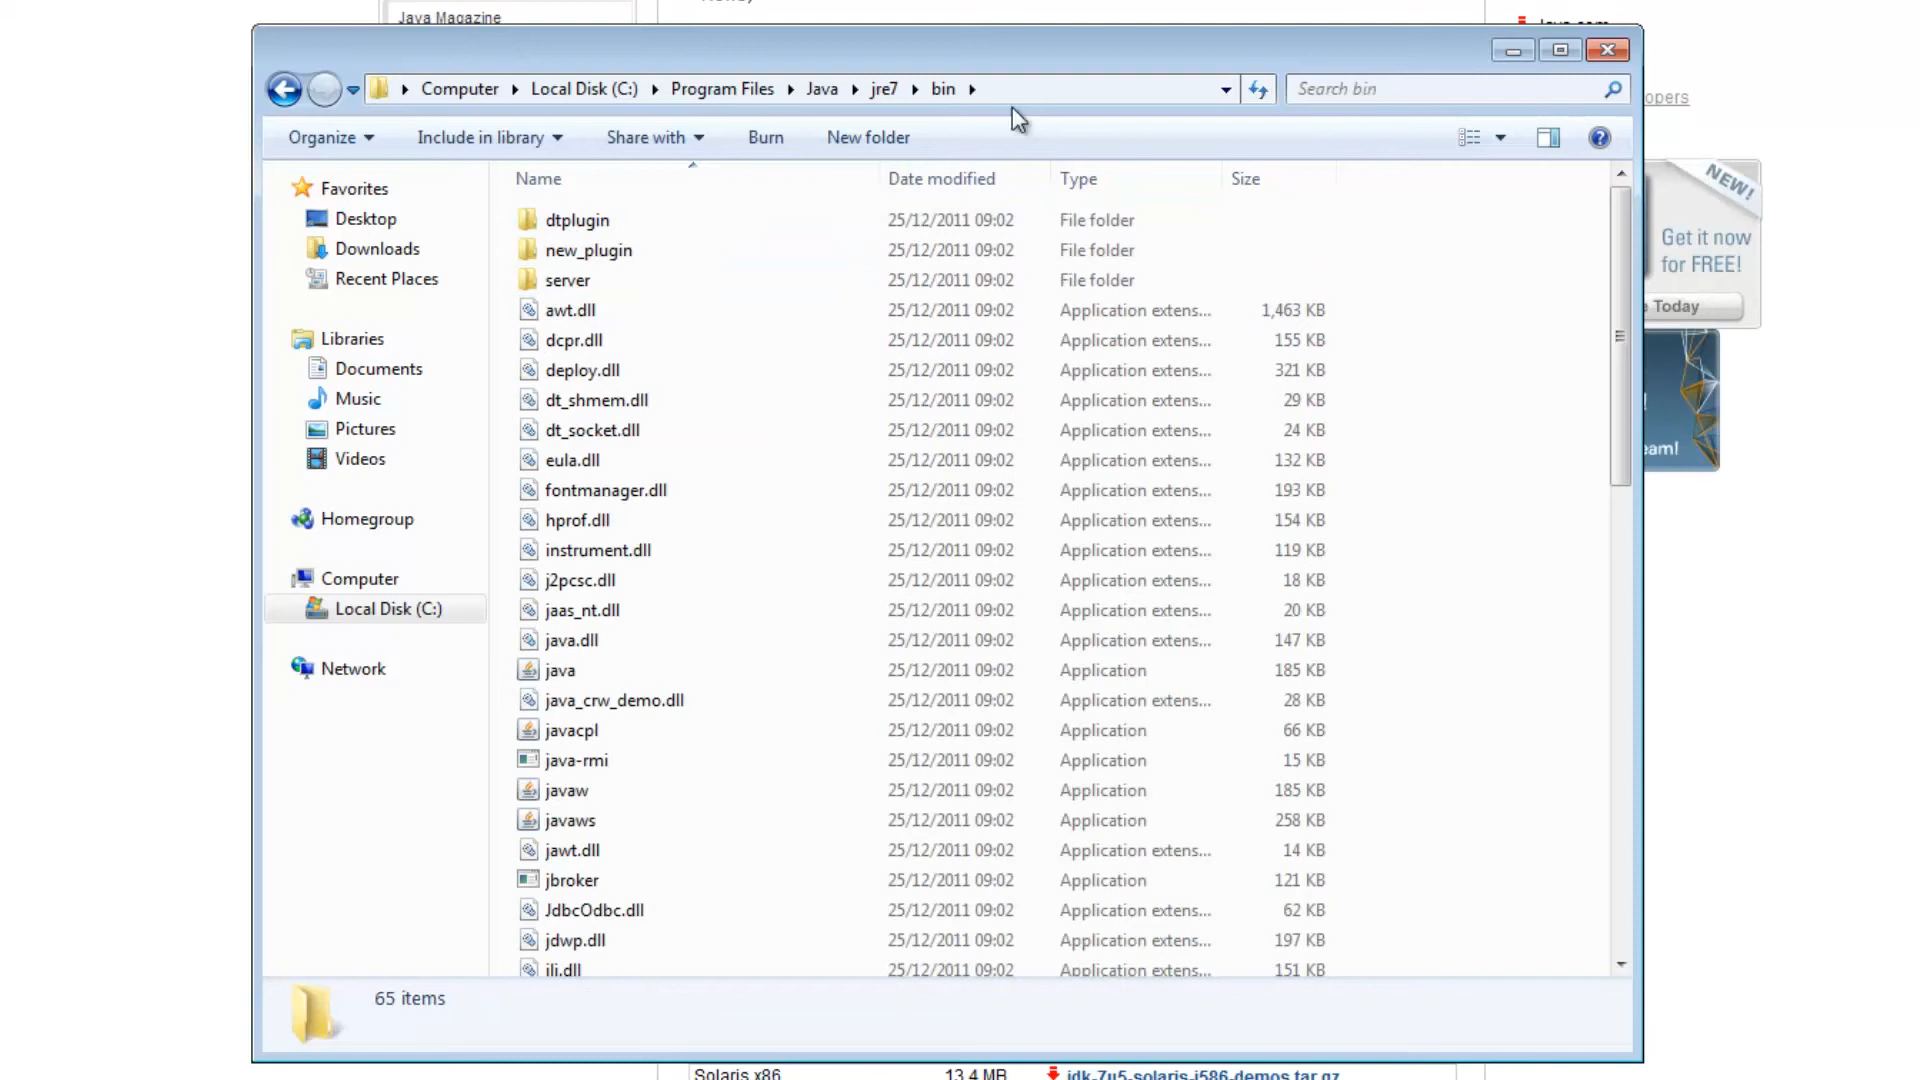 Java Magazine
Computer Local Disk (C:) Program Files Java jre7 bin
Search bin
opers
Organize Include in library Share with Burn New folder
Name Date modified Type Size
Favorites
Desktop
Downloads
Recent Places
Libraries
Documents
Music
Pictures
Videos
Homegroup
Computer
Local Disk (C:)
Network
dtplugin 25/12/2011 09:02 File folder
new_plugin 25/12/2011 09:02 File folder
server 25/12/2011 09:02 File folder
awt.dll 25/12/2011 09:02 Application extens... 1,463 KB
dcpr.dll 25/12/2011 09:02 Application extens... 155 KB
deploy.dll 25/12/2011 09:02 Application extens... 321 KB
dt_shmem.dll 25/12/2011 09:02 Application extens... 29 KB
dt_socket.dll 25/12/2011 09:02 Application extens... 24 KB
eula.dll 25/12/2011 09:02 Application extens... 132 KB
fontmanager.dll 25/12/2011 09:02 Application extens... 193 KB
hprof.dll 25/12/2011 09:02 Application extens... 154 KB
instrument.dll 25/12/2011 09:02 Application extens... 119 KB
j2pcsc.dll 25/12/2011 09:02 Application extens... 18 KB
jaas_nt.dll 25/12/2011 09:02 Application extens... 20 KB
java.dll 25/12/2011 09:02 Application extens... 147 KB
java 25/12/2011 09:02 Application 185 KB
java_crw_demo.dll 25/12/2011 09:02 Application extens... 28 KB
javacpl 25/12/2011 09:02 Application 66 KB
java-rmi 25/12/2011 09:02 Application 15 KB
javaw 25/12/2011 09:02 Application 185 KB
javaws 25/12/2011 09:02 Application 258 KB
jawt.dll 25/12/2011 09:02 Application extens... 14 KB
jbroker 25/12/2011 09:02 Application 121 KB
JdbcOdbc.dll 25/12/2011 09:02 Application extens... 62 KB
jdwp.dll 25/12/2011 09:02 Application extens... 197 KB
jli.dll 25/12/2011 09:02 Application extens... 151 KB
65 items
NEW!
Get it now
for FREE!
e Today
eam!
Solaris x86 13.4 MB jdk-7u5-solaris-i586-demos.tar.gz